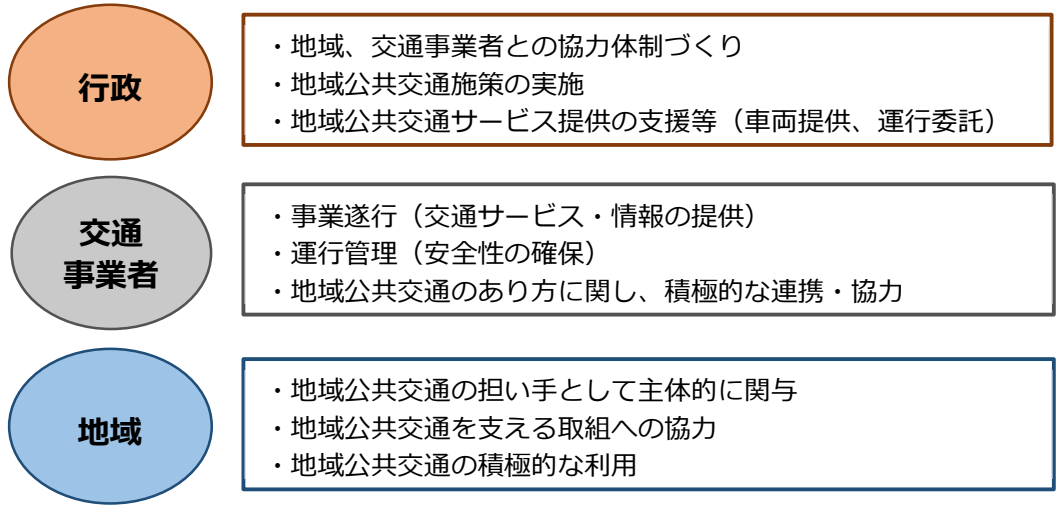 行政
・地域、交通事業者との協力体制づくり
・地域公共交通施策の実施
・地域公共交通サービス提供の支援等（車両提供、運行委託）
交通
事業者
・事業遂行（交通サービス・情報の提供）
・運行管理（安全性の確保）
・地域公共交通のあり方に関し、積極的な連携・協力
地域
・地域公共交通の担い手として主体的に関与
・地域公共交通を支える取組への協力
・地域公共交通の積極的な利用